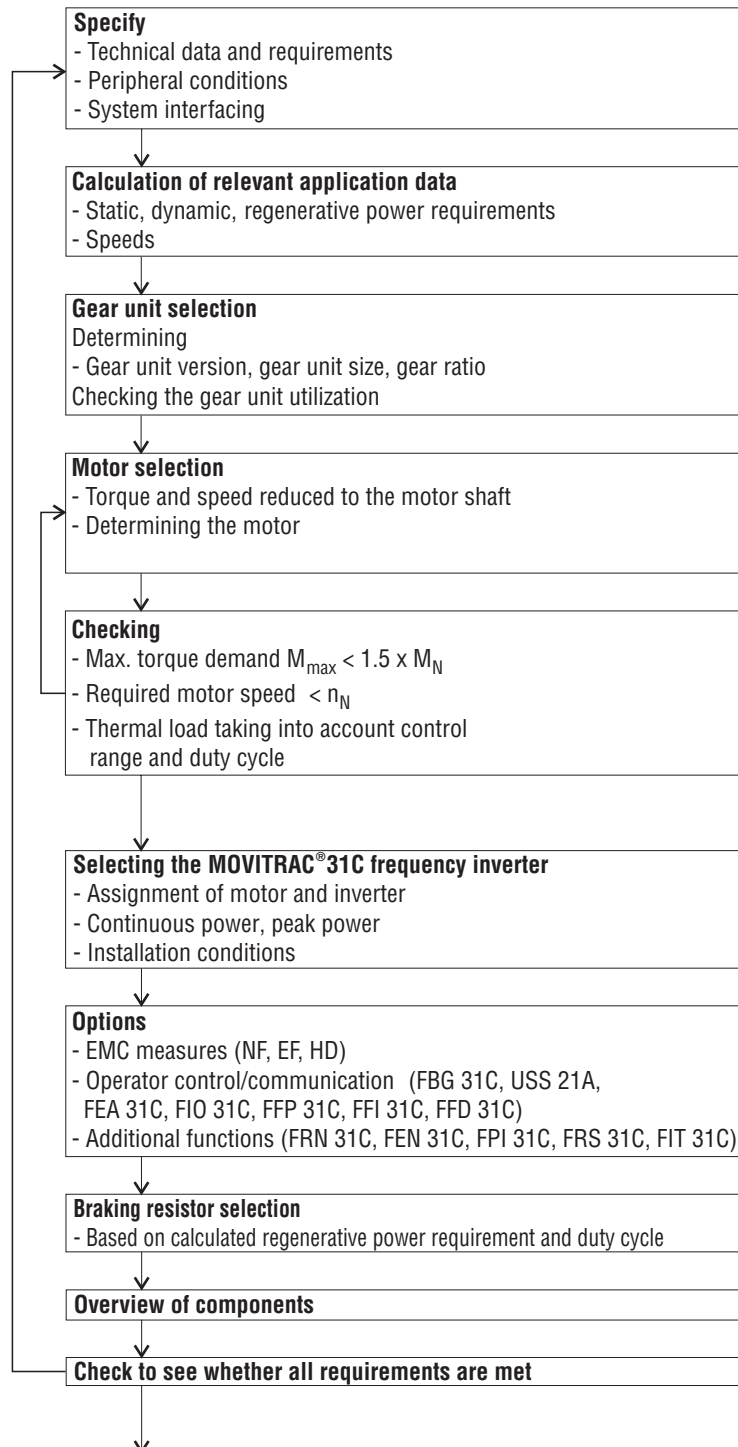 Specify
- Technical data and requirements
- Peripheral conditions
- System interfacing
Calculation of relevant application data
- Static, dynamic, regenerative power requirements
- Speeds
Gear unit selection
Determining
- Gear unit version, gear unit size, gear ratio
Checking the gear unit utilization
Motor selection
- Torque and speed reduced to the motor shaft
- Determining the motor
Checking
- Max. torque demand Mmax < 1.5 x MN
- Required motor speed < nN
- Thermal load taking into account control
range and duty cycle
Selecting the MOVITRAC®31C frequency inverter
- Assignment of motor and inverter
- Continuous power, peak power
- Installation conditions
Options
- EMC measures (NF, EF, HD)
- Operator control/communication (FBG 31C, USS 21A,
FEA 31C, FIO 31C, FFP 31C, FFI 31C, FFD 31C)
- Additional functions (FRN 31C, FEN 31C, FPI 31C, FRS 31C, FIT 31C)
Braking resistor selection
- Based on calculated regenerative power requirement and duty cycle
Overview of components
Check to see whether all requirements are met